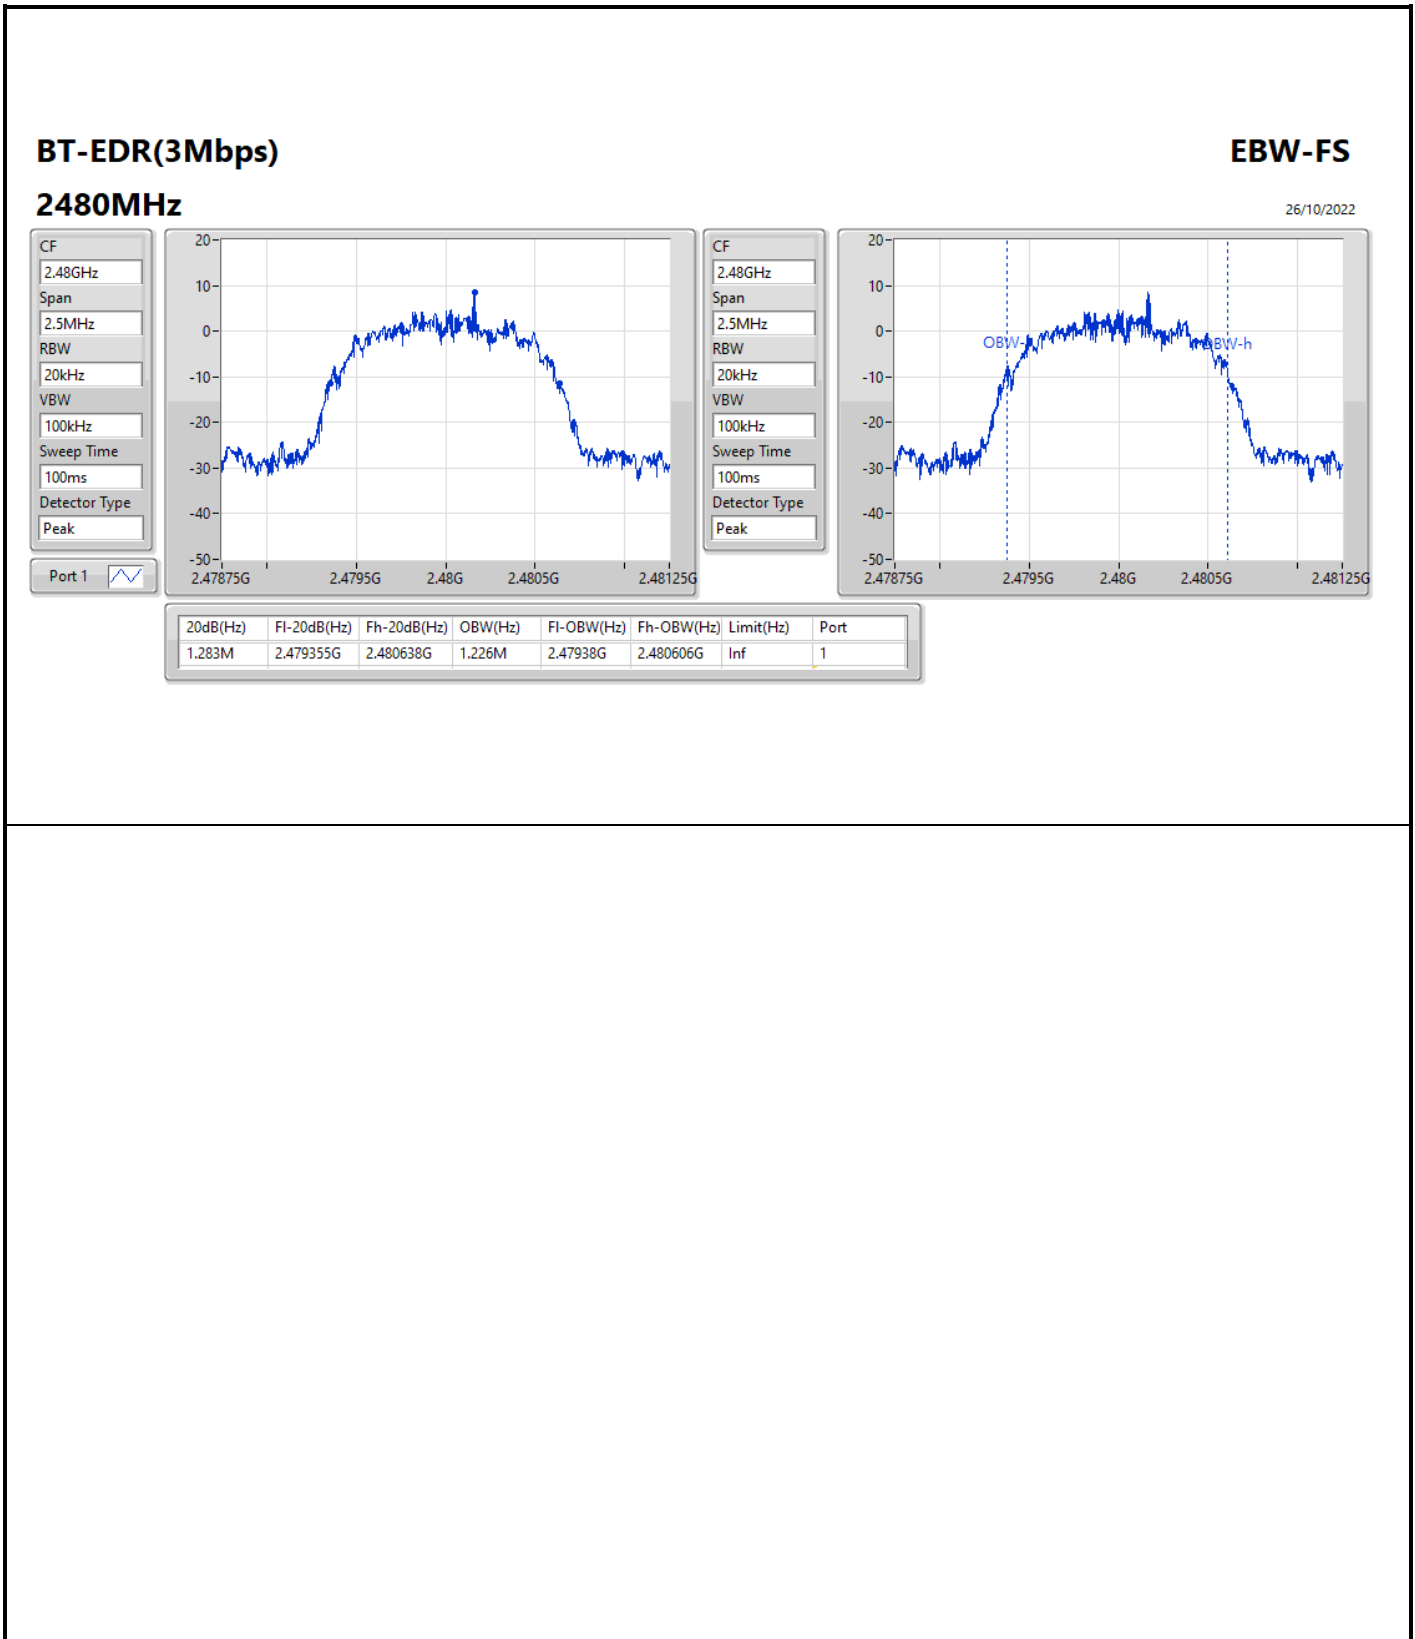 BT-EDR(3Mbps)
EBW-FS
2480MHz
26/10/2022
CF
2.48GHz
Span
2.5MHz
RBW
20kHz
VBW
100kHz
Sweep Time
100ms
Detector Type
Peak
Port 1
20
10
0
-10
-20
-30
-40
-50
2.47875G 2.4795G 2.48G 2.4805G 2.48125G
CF
2.48GHz
Span
2.5MHz
RBW
20kHz
VBW
100kHz
Sweep Time
100ms
Detector Type
Peak
20
10
0
-10
-20
-30
-40
-50
OBW-h
2.47875G 2.4795G 2.48G 2.4805G 2.48125G
20dB(Hz) Fl-20dB(Hz) Fh-20dB(Hz) OBW(Hz) Fl-OBW(Hz) Fh-OBW(Hz) Limit(Hz) Port
1.283M 2.479355G 2.480638G 1.226M 2.47938G 2.480606G Inf 1